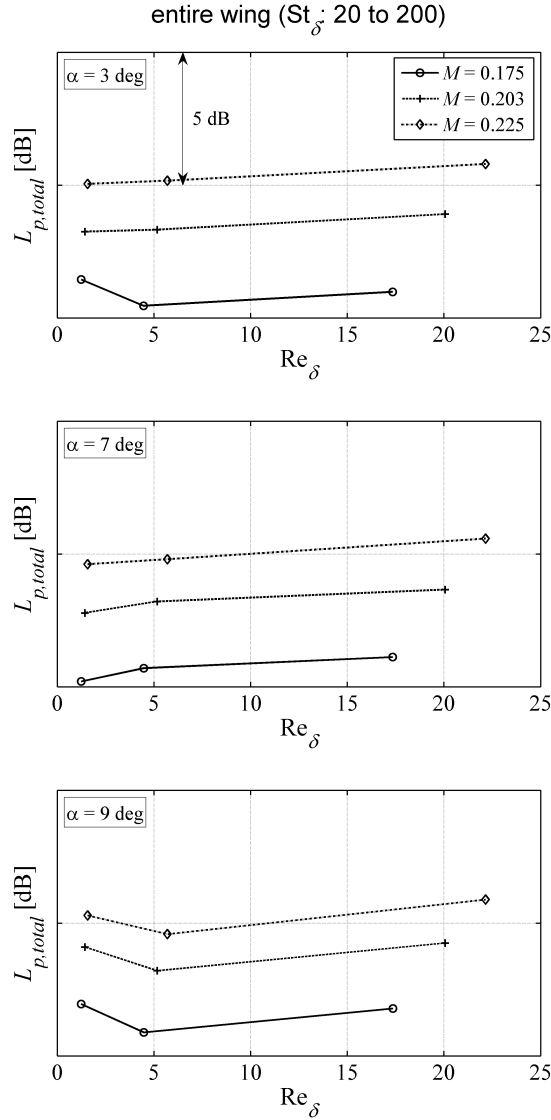 entire wing (St_δ: 20 to 200)
α = 3 deg
5 dB
M = 0.175
M = 0.203
M = 0.225
L_p,total [dB]
0 5 10 15 20 25
Re_δ
α = 7 deg
L_p,total [dB]
0 5 10 15 20 25
Re_δ
α = 9 deg
L_p,total [dB]
0 5 10 15 20 25
Re_δ